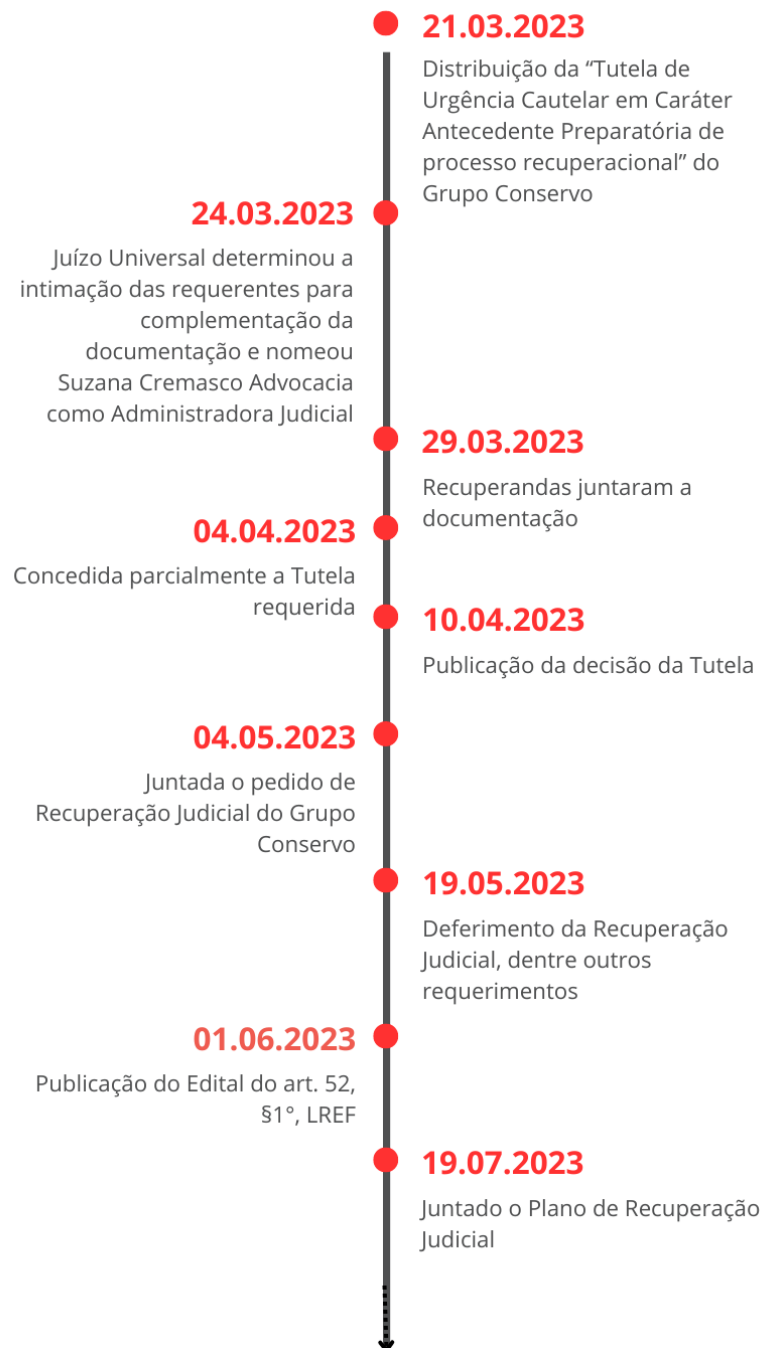 21.03.2023
Distribuição da “Tutela de
Urgência Cautelar em Caráter
Antecedente Preparatória de
processo recuperacional” do
Grupo Conservo
24.03.2023
Juízo Universal determinou a
intimação das requerentes para
complementação da
documentação e nomeou
Suzana Cremasco Advocacia
como Administradora Judicial
29.03.2023
Recuperandas juntaram a
documentação
04.04.2023
Concedida parcialmente a Tutela
requerida
10.04.2023
Publicação da decisão da Tutela
04.05.2023
Juntada o pedido de
Recuperação Judicial do Grupo
Conservo
19.05.2023
Deferimento da Recuperação
Judicial, dentre outros
requerimentos
01.06.2023
Publicação do Edital do art. 52,
§1°, LREF
19.07.2023
Juntado o Plano de Recuperação
Judicial